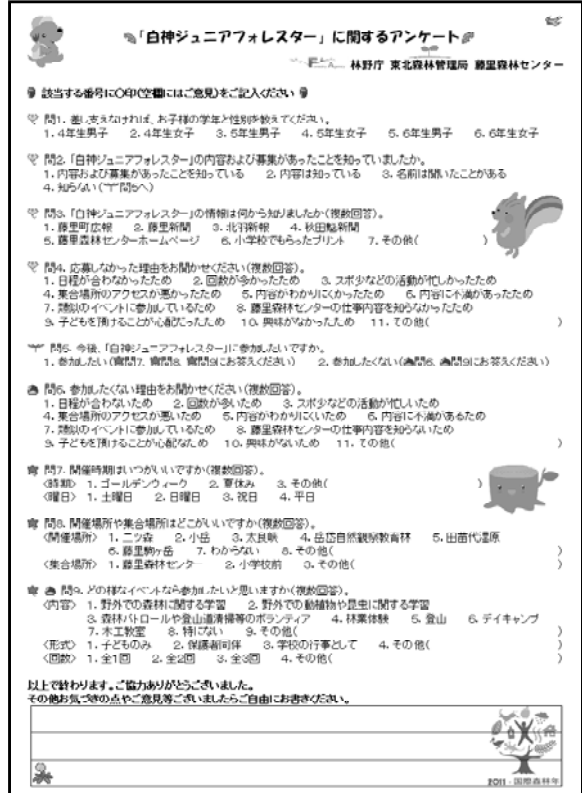 「白神ジュニアフォレスター」に関するアンケート
林野庁 東北森林管理局 藤里森林センター
該当する番号に○印(空欄にはご意見)をご記入ください
問1. 差し支えなければ、お子様の学年と性別を教えてください。
1. 4年生男子 2. 4年生女子 3. 5年生男子 4. 5年生女子 5. 6年生男子 6. 6年生女子
問2. 「白神ジュニアフォレスター」の内容および募集があったことを知っていましたか。
1. 内容および募集があったことを知っている 2. 内容は知っている 3. 名前は聞いたことがある
4. 知らない( 問5へ)
問3. 「白神ジュニアフォレスター」の情報は何から知りましたか(複数回答)。
1. 藤里町広報 2. 藤里新聞 3. 北羽新報 4. 秋田魁新聞
5. 藤里森林センターホームページ 6. 小学校でもらったプリント 7. その他( )
問4. 応募しなかった理由をお聞かせください(複数回答)。
1. 日程が合わなかったため 2. 回数が多かったため 3. スポ少などの活動が忙しかったため
4. 集合場所のアクセスが悪かったため 5. 内容がわかりにくかったため 6. 内容に不満があったため
7. 類似のイベントに参加しているため 8. 藤里森林センターの仕事内容を知らなかったため
9. 子どもを預けることが心配だったため 10. 興味がなかったため 11. その他( )
問5. 今後、「白神ジュニアフォレスター」に参加したいですか。
1. 参加したい( 問7、 問8、 問9にお答えください) 2. 参加したくない( 問6、 問9にお答えください)
問6. 参加したくない理由をお聞かせください(複数回答)。
1. 日程が合わないため 2. 回数が多いため 3. スポ少などの活動が忙しいため
4. 集合場所のアクセスが悪いため 5. 内容がわかりにくいため 6. 内容に不満があるため
7. 類似のイベントに参加しているため 8. 藤里森林センターの仕事内容を知らないため
9. 子どもを預けることが心配なため 10. 興味がないため 11. その他( )
問7. 開催時期はいつがいいですか(複数回答)。
〈時期〉 1. ゴールデンウィーク 2. 夏休み 3. その他( )
〈曜日〉 1. 土曜日 2. 日曜日 3. 祝日 4. 平日
問8. 開催場所や集合場所はどこがいいですか(複数回答)。
〈開催場所〉 1. 二ツ森 2. 小岳 3. 太良峡 4. 岳岱自然観察教育林 5. 田苗代湿原
6. 藤里駒ヶ岳 7. わからない 8. その他( )
〈集合場所〉 1. 藤里森林センター 2. 小学校前 3. その他( )
問9. どの様なイベントなら参加したいと思いますか(複数回答)。
〈内容〉 1. 野外での森林に関する学習 2. 野外での動植物や昆虫に関する学習
3. 森林パトロールや登山道清掃等のボランティア 4. 林業体験 5. 登山 6. デイキャンプ
7. 木工教室 8. 特にない 9. その他( )
〈形式〉 1. 子どものみ 2. 保護者同伴 3. 学校の行事として 4. その他( )
〈回数〉 1. 全1回 2. 全2回 3. 全3回 4. その他( )
以上で終わります。ご協力ありがとうございました。
その他お気づきの点やご意見等ございましたらご自由にお書きください。
2011・国際森林年